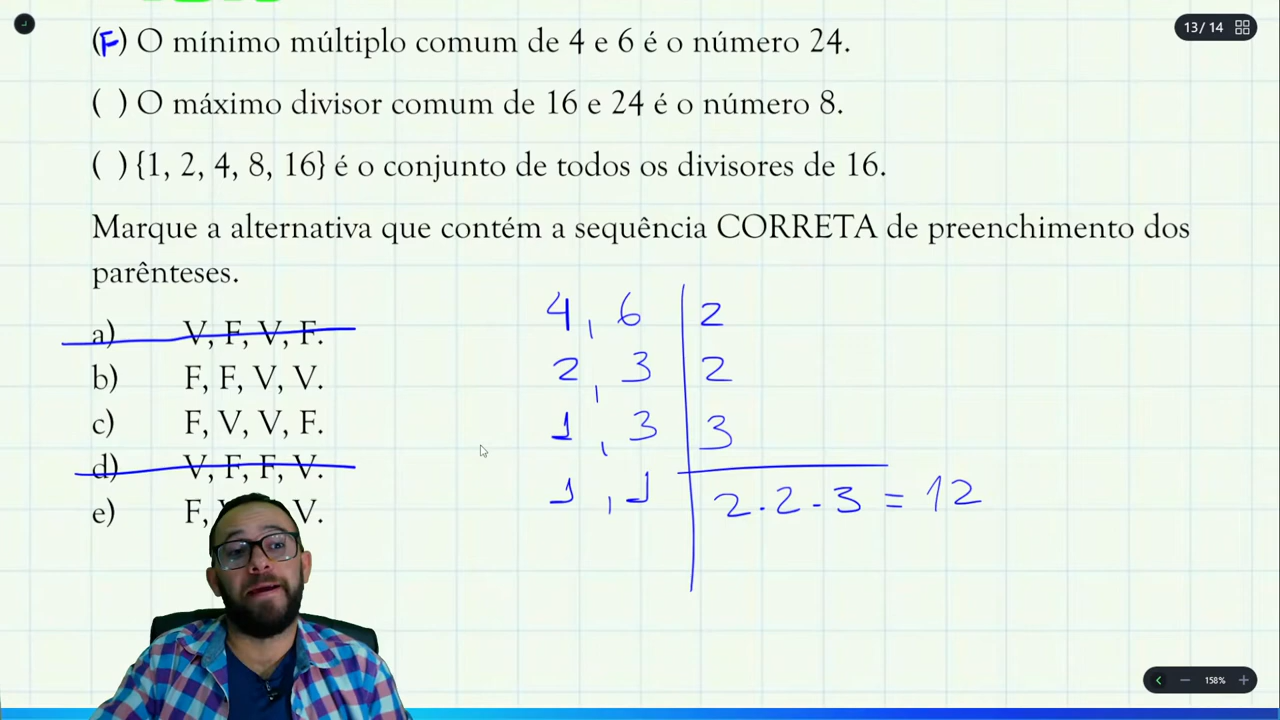 13/ 14
(F) O mínimo múltiplo comum de 4 e 6 é o número 24.
( ) O máximo divisor comum de 16 e 24 é o número 8.
( ) {1, 2, 4, 8, 16} é o conjunto de todos os divisores de 16.
Marque a alternativa que contém a sequência CORRETA de preenchimento dos
parênteses.
a) V, F, V, F.
b) F, F, V, V.
c) F, V, V, F.
d) V, F, F, V.
e) F, V.
4, 6 | 2
2, 3 | 2
1, 3 | 3
1, 1 | 2.2.3 = 12
158%